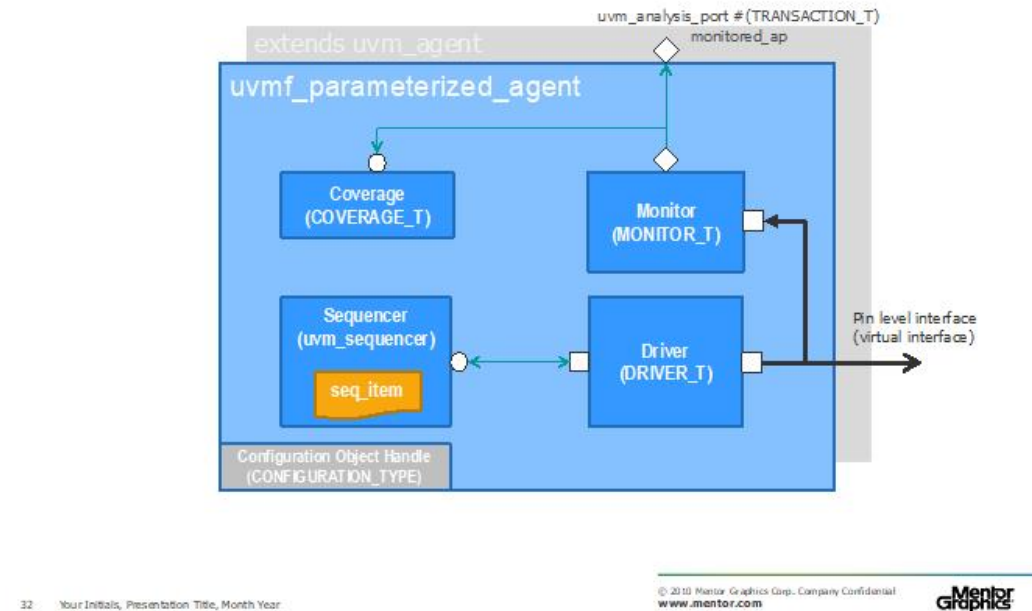 uvm_analysis_port #(TRANSACTION_T)
monitored_ap
extends uvm_agent
uvmf_parameterized_agent
Coverage
(COVERAGE_T)
Monitor
(MONITOR_T)
Sequencer
(uvm_sequencer)
seq_item
Driver
(DRIVER_T)
Pin level interface
(virtual interface)
Configuration Object Handle
(CONFIGURATION_TYPE)
32 Your Initials, Presentation Title, Month Year
© 2010 Mentor Graphics Corp. Company Confidential
www.mentor.com
Mentor
Graphics